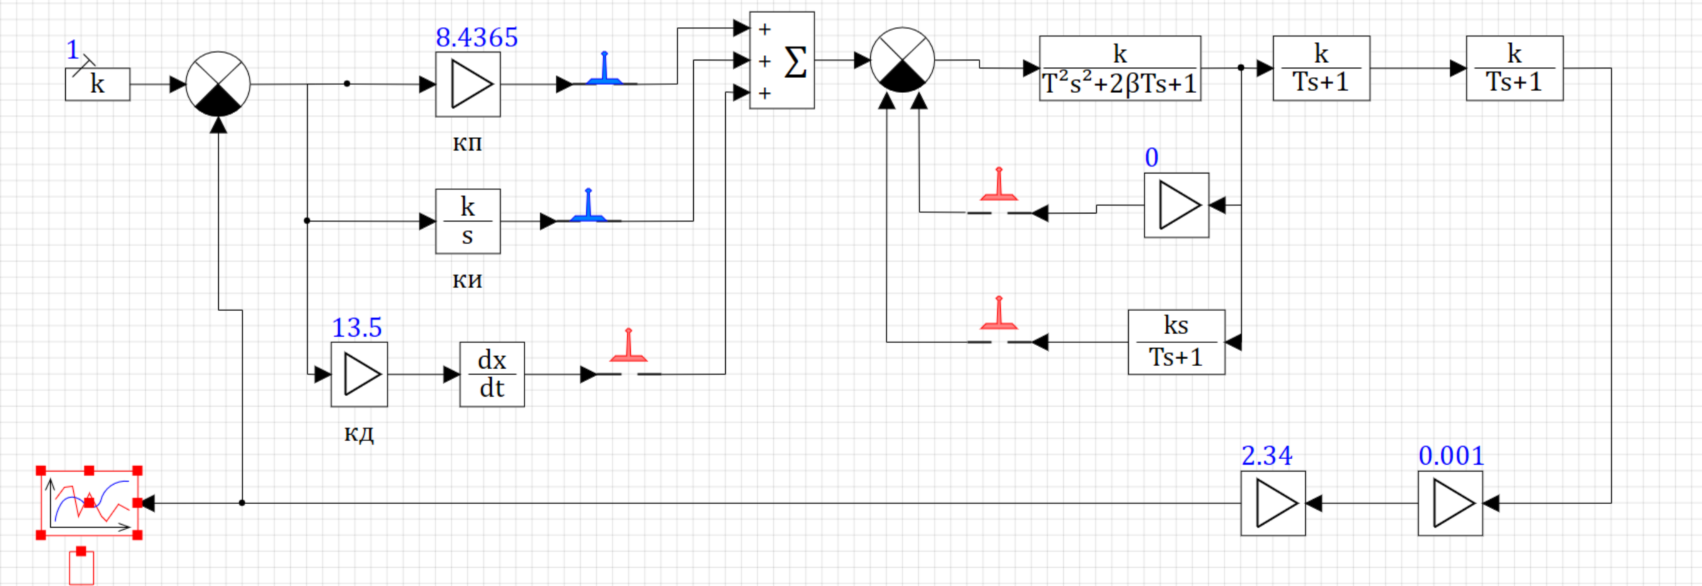 1
k
8.4365
кп
k
s
ки
13.5
dx
dt
кд
+
+
+
Σ
k
T²s²+2βTs+1
k
Ts+1
k
Ts+1
0
ks
Ts+1
2.34
0.001